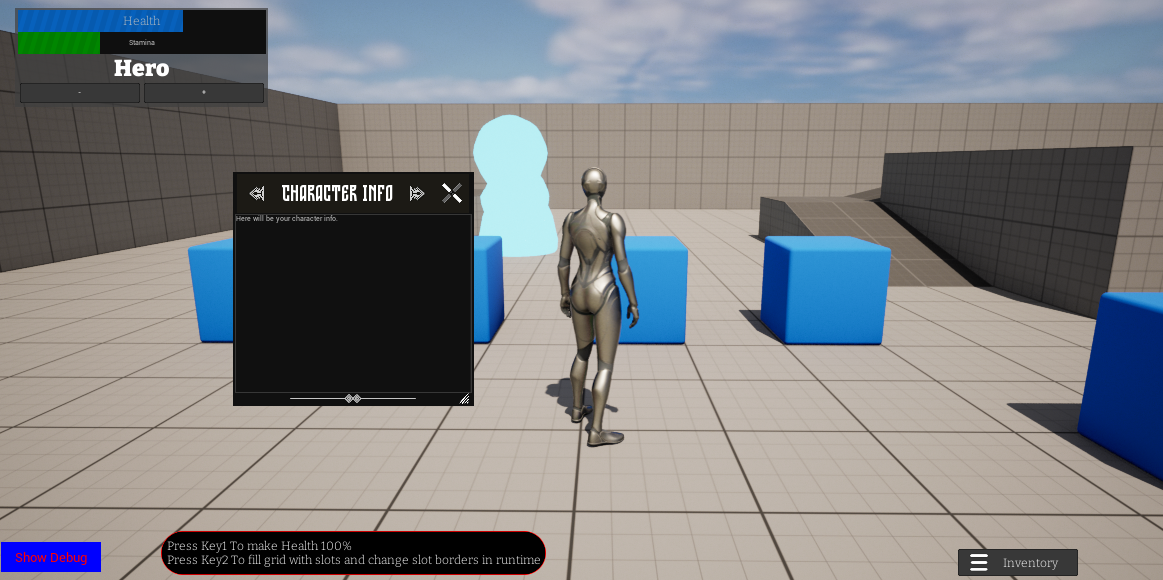 Health
Stamina
Hero
-
+
CHARACTER INFO
Here will be your character info.
Show Debug
Press Key1 To make Health 100%
Press Key2 To fill grid with slots and change slot borders in runtime
Inventory